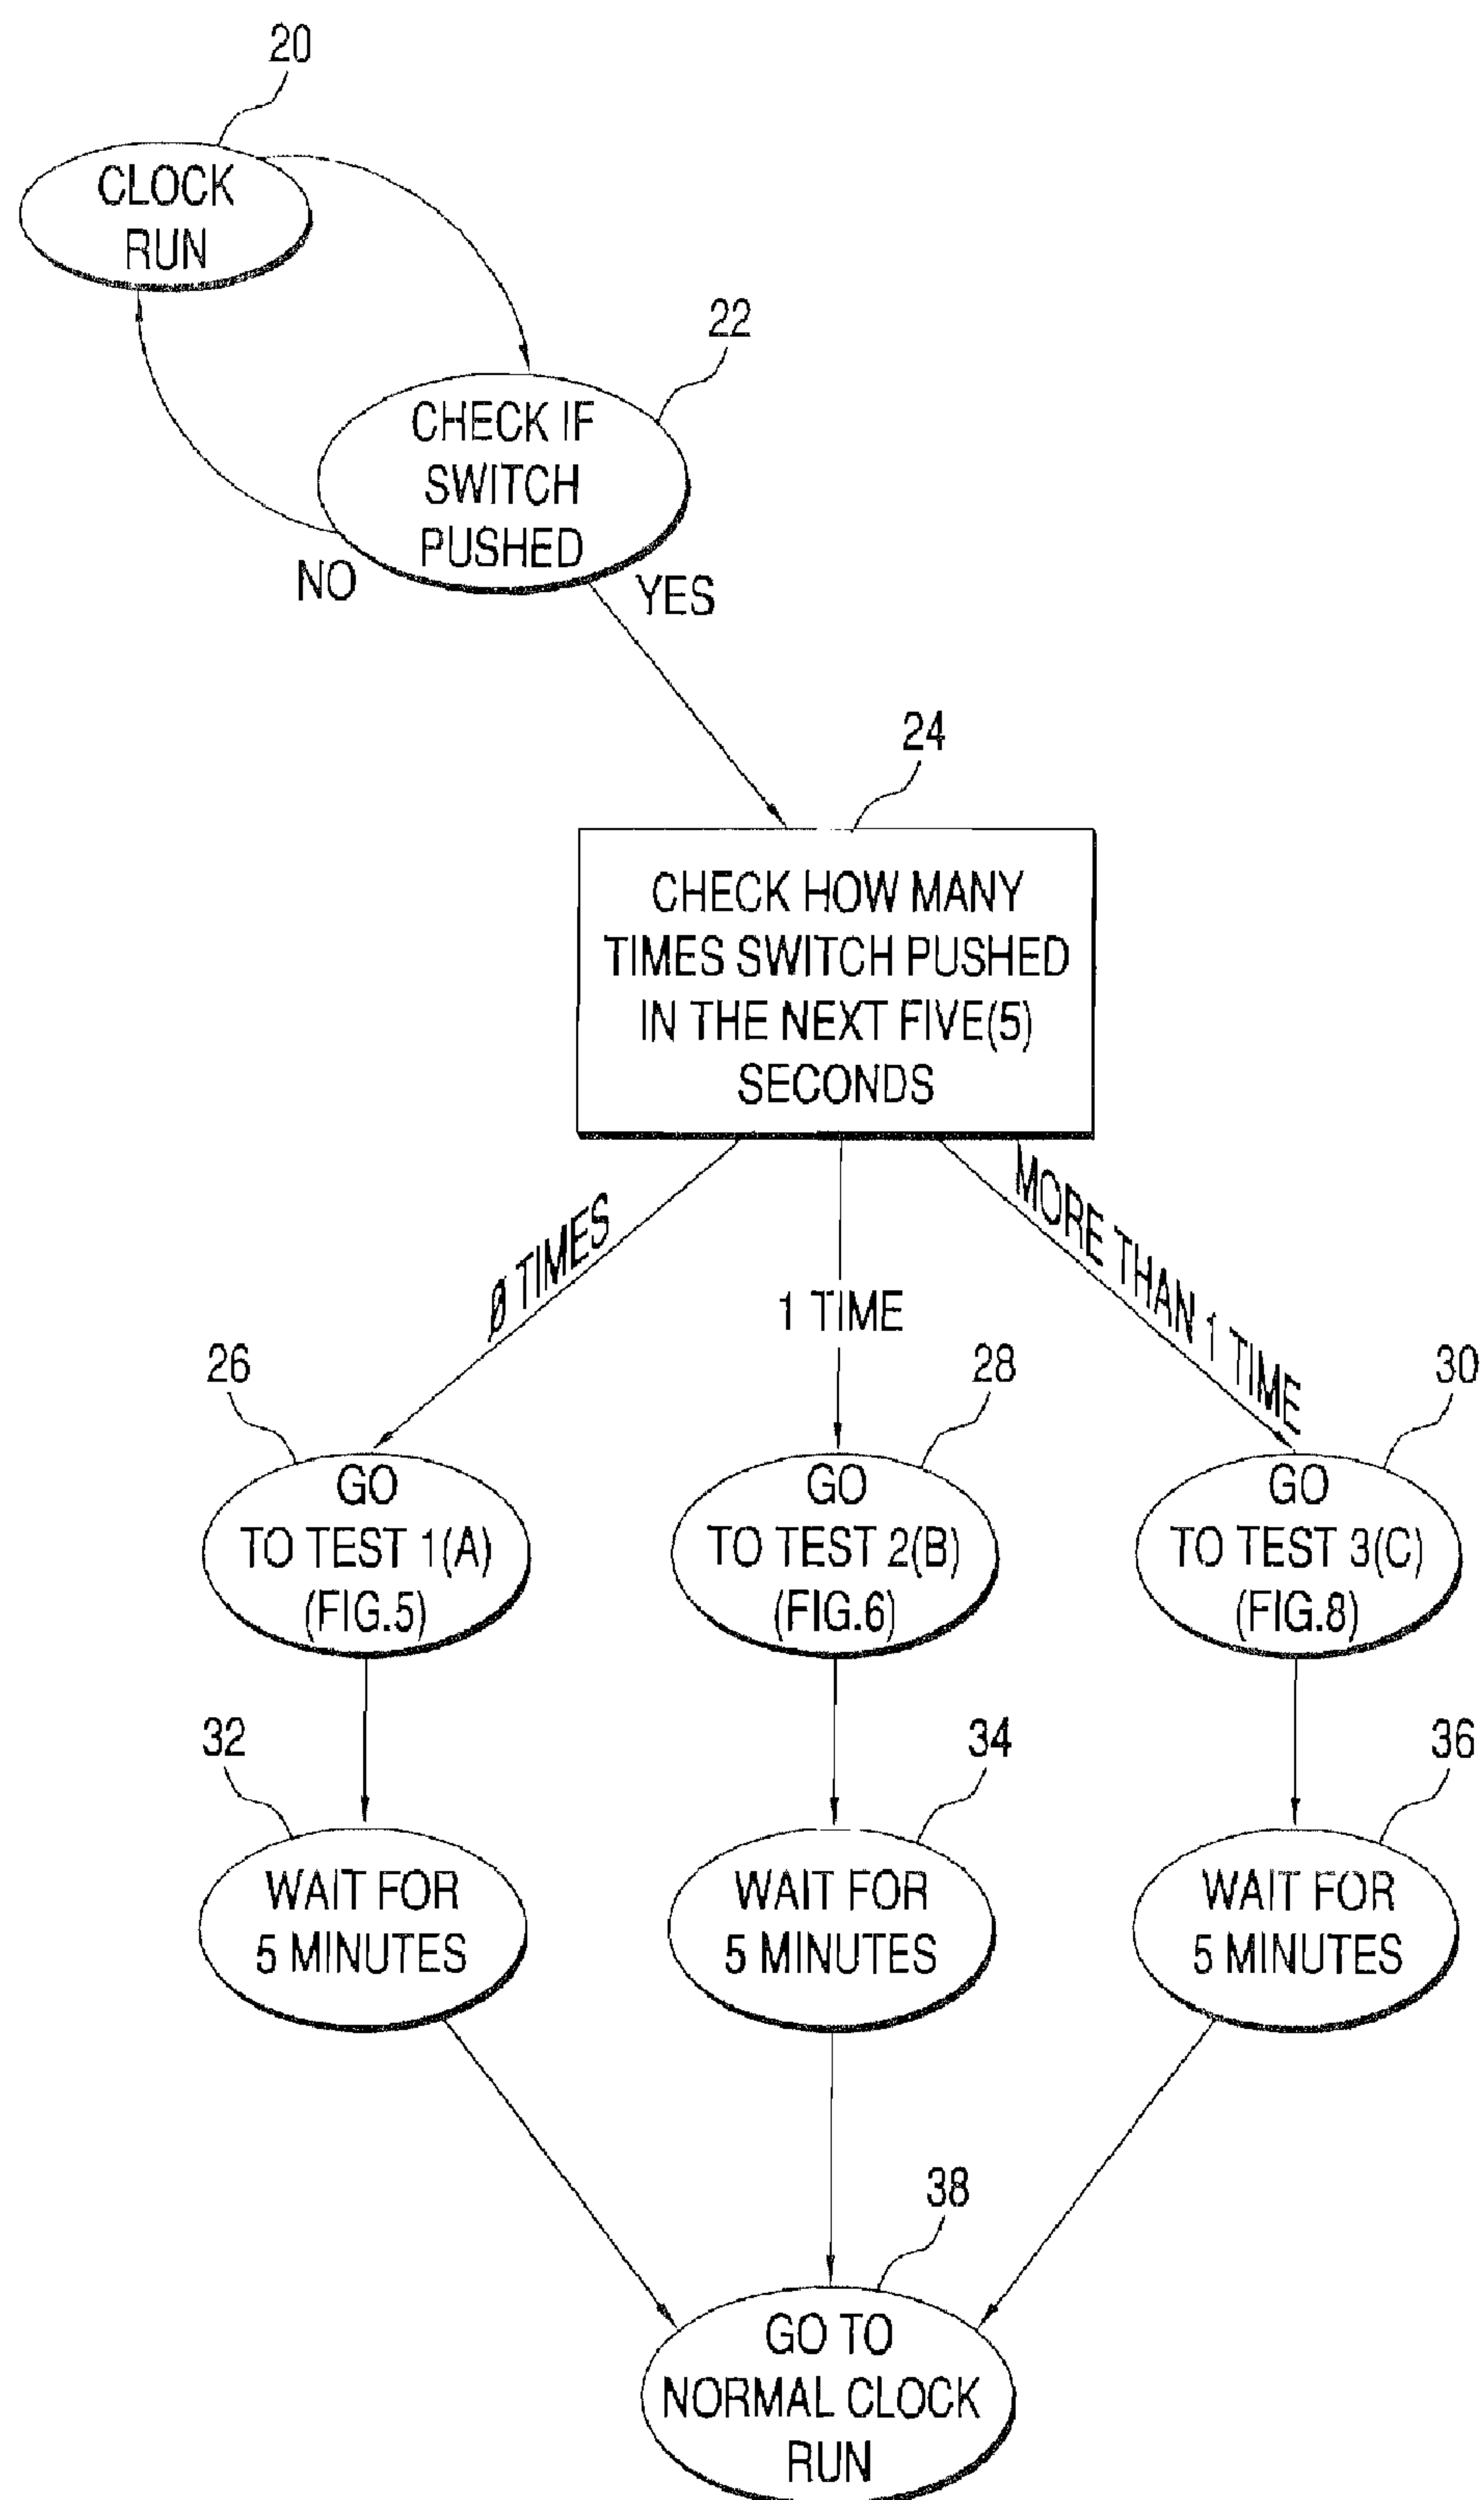 20
CLOCK
RUN
22
CHECK IF
SWITCH
PUSHED
NO
YES
24
CHECK HOW MANY
TIMES SWITCH PUSHED
IN THE NEXT FIVE(5)
SECONDS
Ø TIMES
1 TIME
MORE THAN 1 TIME
26
GO
TO TEST 1(A)
(FIG.5)
28
GO
TO TEST 2(B)
(FIG.6)
30
GO
TO TEST 3(C)
(FIG.8)
32
WAIT FOR
5 MINUTES
34
WAIT FOR
5 MINUTES
36
WAIT FOR
5 MINUTES
38
GO TO
NORMAL CLOCK
RUN